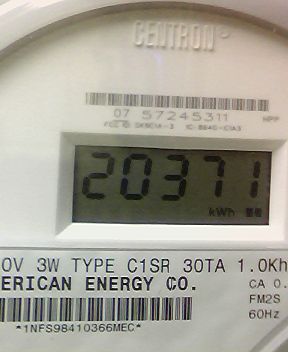 CENTRON
07 57245311
20371
kWh
0V 3W TYPE C1SR 30TA 1.0Kh
ERICAN ENERGY CO.
CA 0.
FM2S
60Hz
*1NFS98410366MEC*